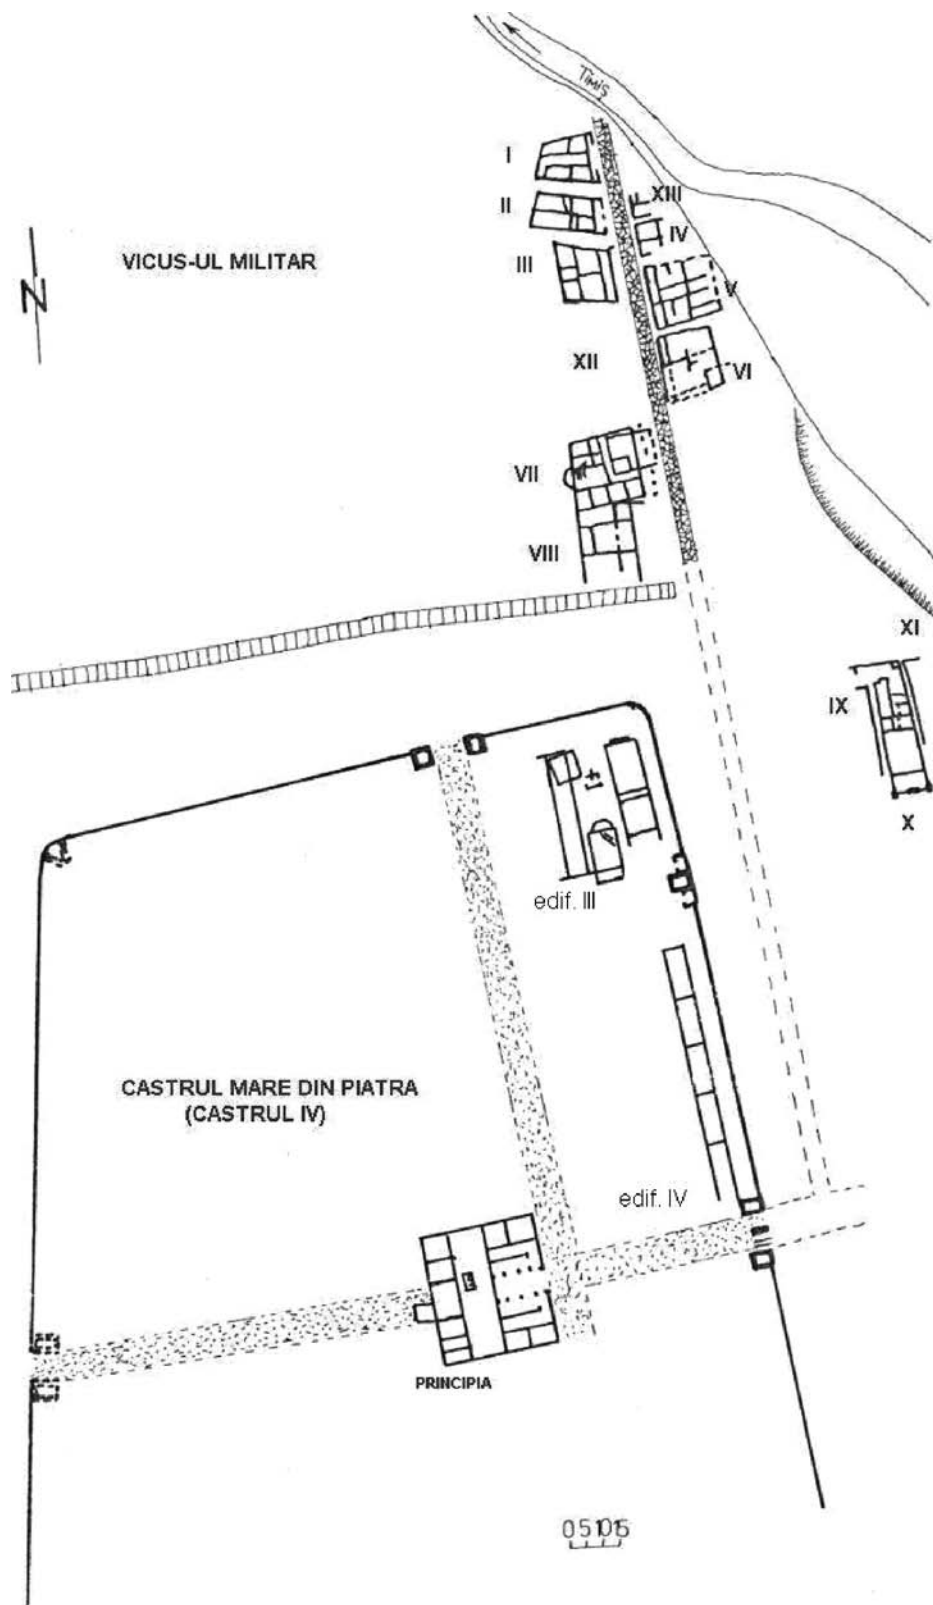 Timiş
I
XIII
II
IV
VICUS-UL MILITAR
III
N
V
XII
VI
VII
VIII
XI
IX
X
edif. III
CASTRUL MARE DIN PIATRA
(CASTRUL IV)
edif. IV
PRINCIPIA
0 5 10 15